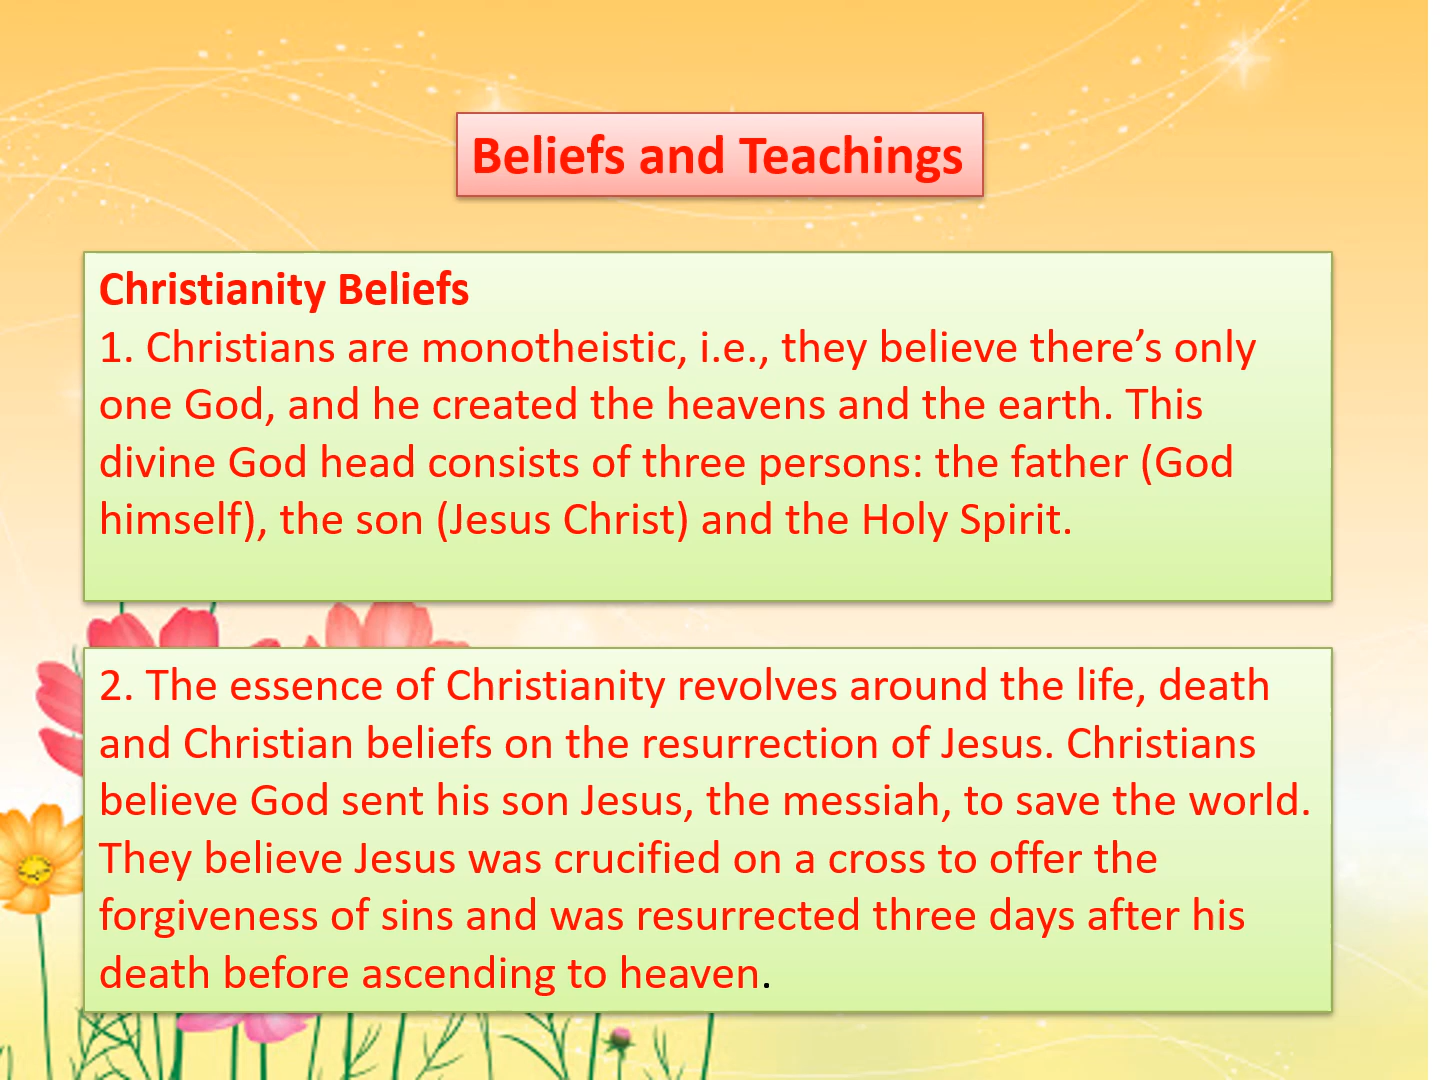 Beliefs and Teachings
Christianity Beliefs
1. Christians are monotheistic, i.e., they believe there’s only
one God, and he created the heavens and the earth. This
divine God head consists of three persons: the father (God
himself), the son (Jesus Christ) and the Holy Spirit.
2. The essence of Christianity revolves around the life, death
and Christian beliefs on the resurrection of Jesus. Christians
believe God sent his son Jesus, the messiah, to save the world.
They believe Jesus was crucified on a cross to offer the
forgiveness of sins and was resurrected three days after his
death before ascending to heaven.